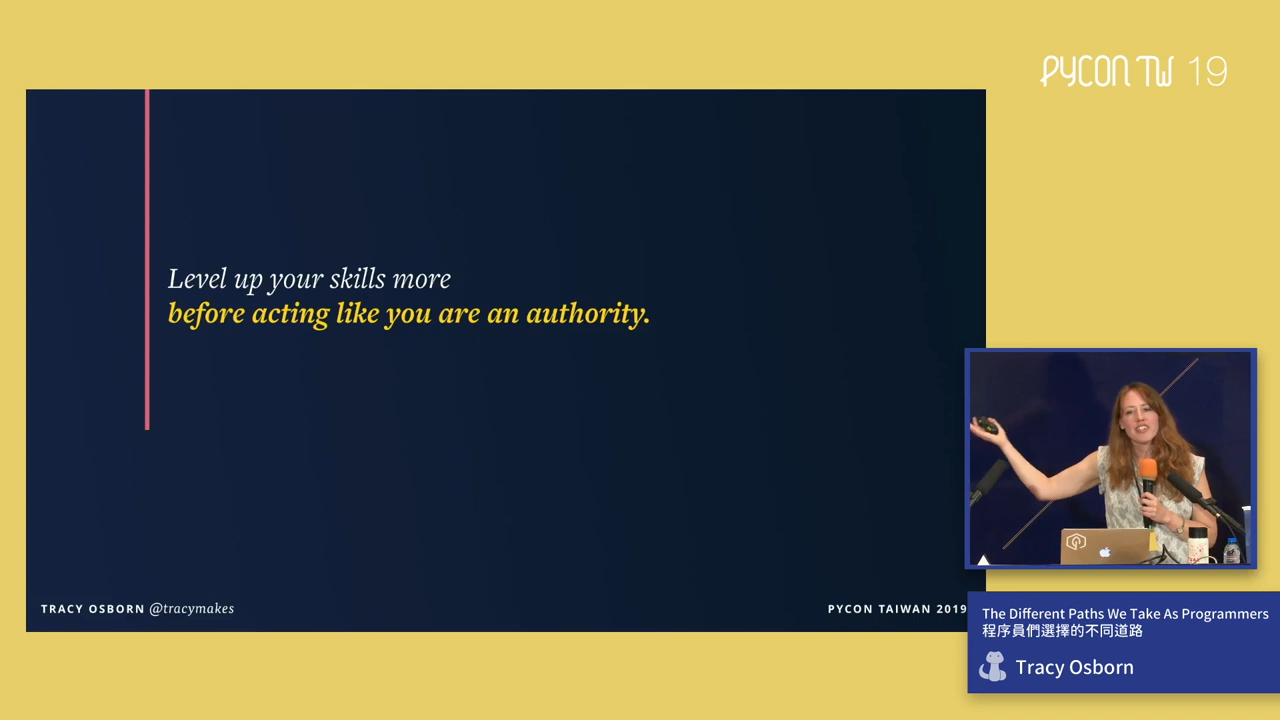 PYCON TW 19
Level up your skills more
before acting like you are an authority.
TRACY OSBORN @tracymakes
PYCON TAIWAN 2019
The Different Paths We Take As Programmers
程序員們選擇的不同道路
Tracy Osborn